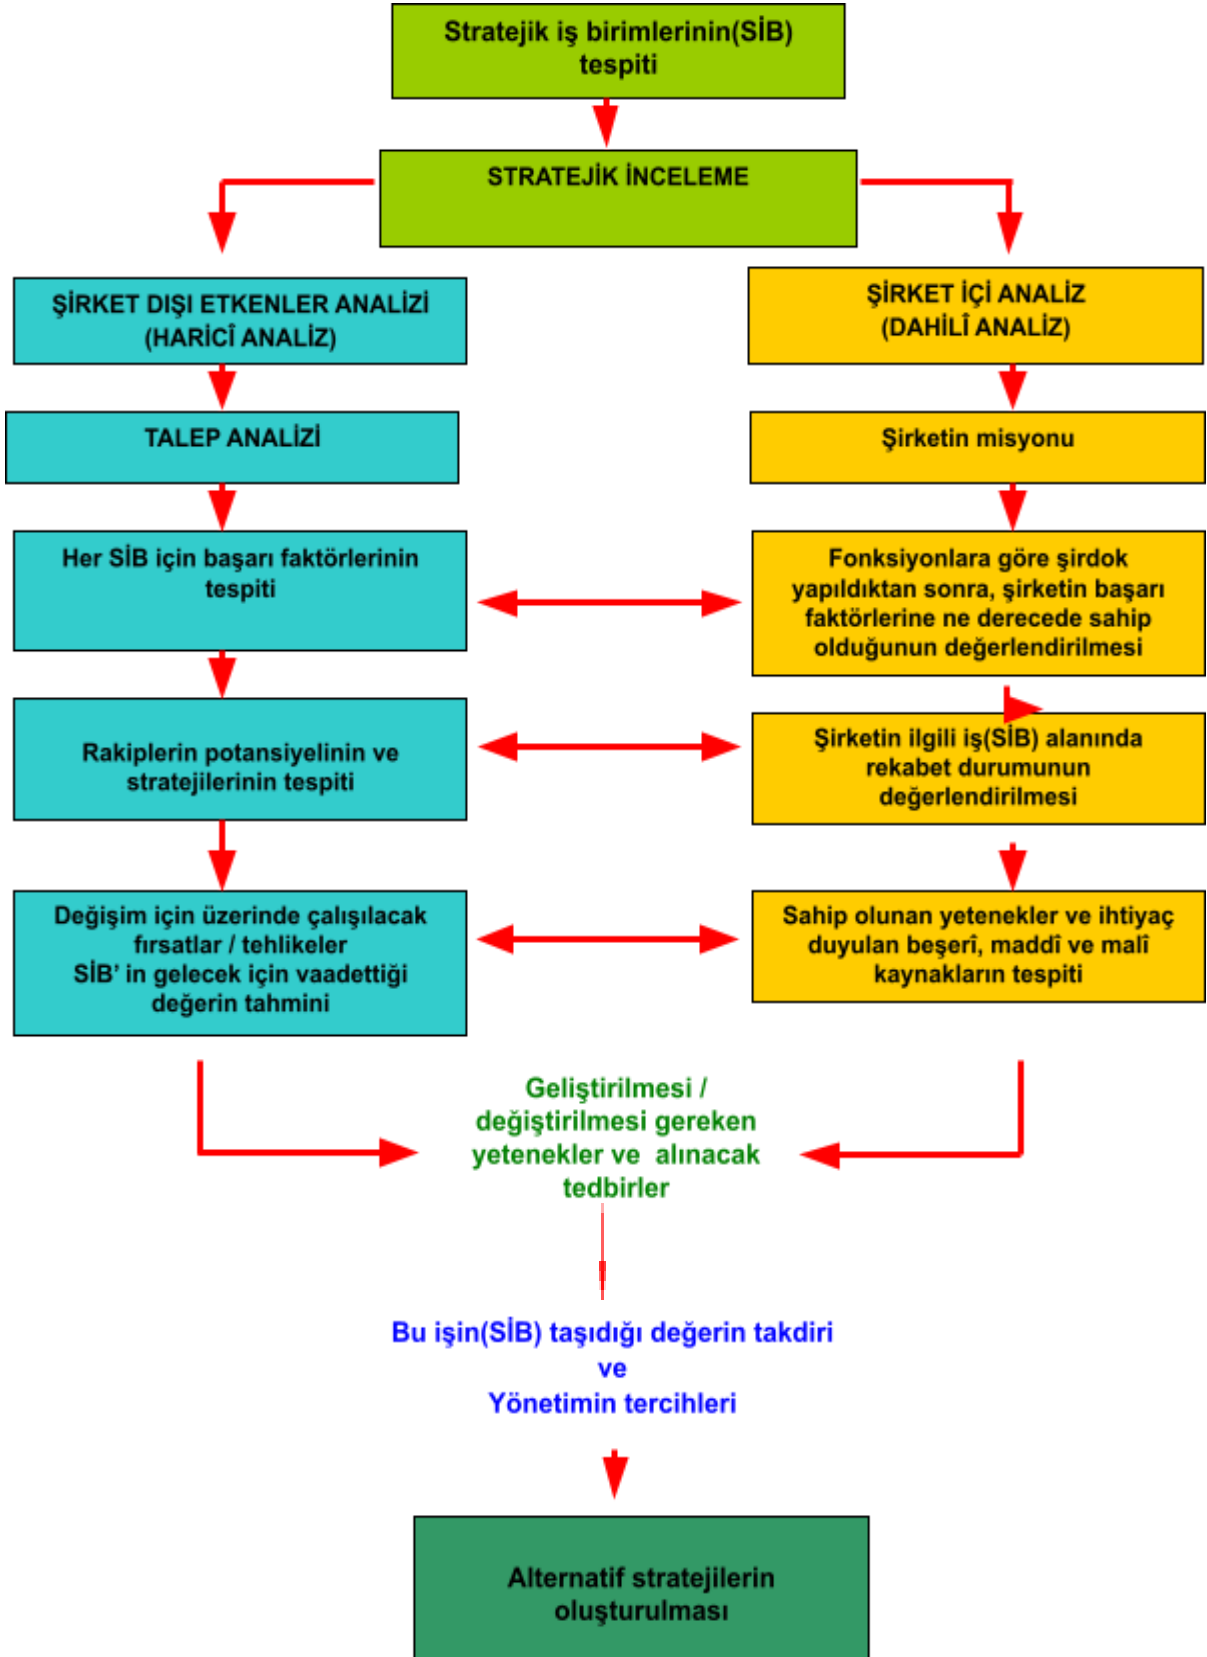 Stratejik iş birimlerinin(SİB)
tespiti
STRATEJİK İNCELEME
ŞİRKET DIŞI ETKENLER ANALİZİ
(HARİCÎ ANALİZ)
ŞİRKET İÇİ ANALİZ
(DAHİLÎ ANALİZ)
TALEP ANALİZİ
Şirketin misyonu
Her SİB için başarı faktörlerinin
tespiti
Fonksiyonlara göre şirdok
yapıldıktan sonra, şirketin başarı
faktörlerine ne derecede sahip
olduğunun değerlendirilmesi
Rakiplerin potansiyelinin ve
stratejilerinin tespiti
Şirketin ilgili iş(SİB) alanında
rekabet durumunun
değerlendirilmesi
Değişim için üzerinde çalışılacak
fırsatlar / tehlikeler
SİB’ in gelecek için vaadettiği
değerin tahmini
Sahip olunan yetenekler ve ihtiyaç
duyulan beşerî, maddî ve malî
kaynakların tespiti
Geliştirilmesi /
değiştirilmesi gereken
yetenekler ve  alınacak
tedbirler
Bu işin(SİB) taşıdığı değerin takdiri
ve
Yönetimin tercihleri
Alternatif stratejilerin
oluşturulması